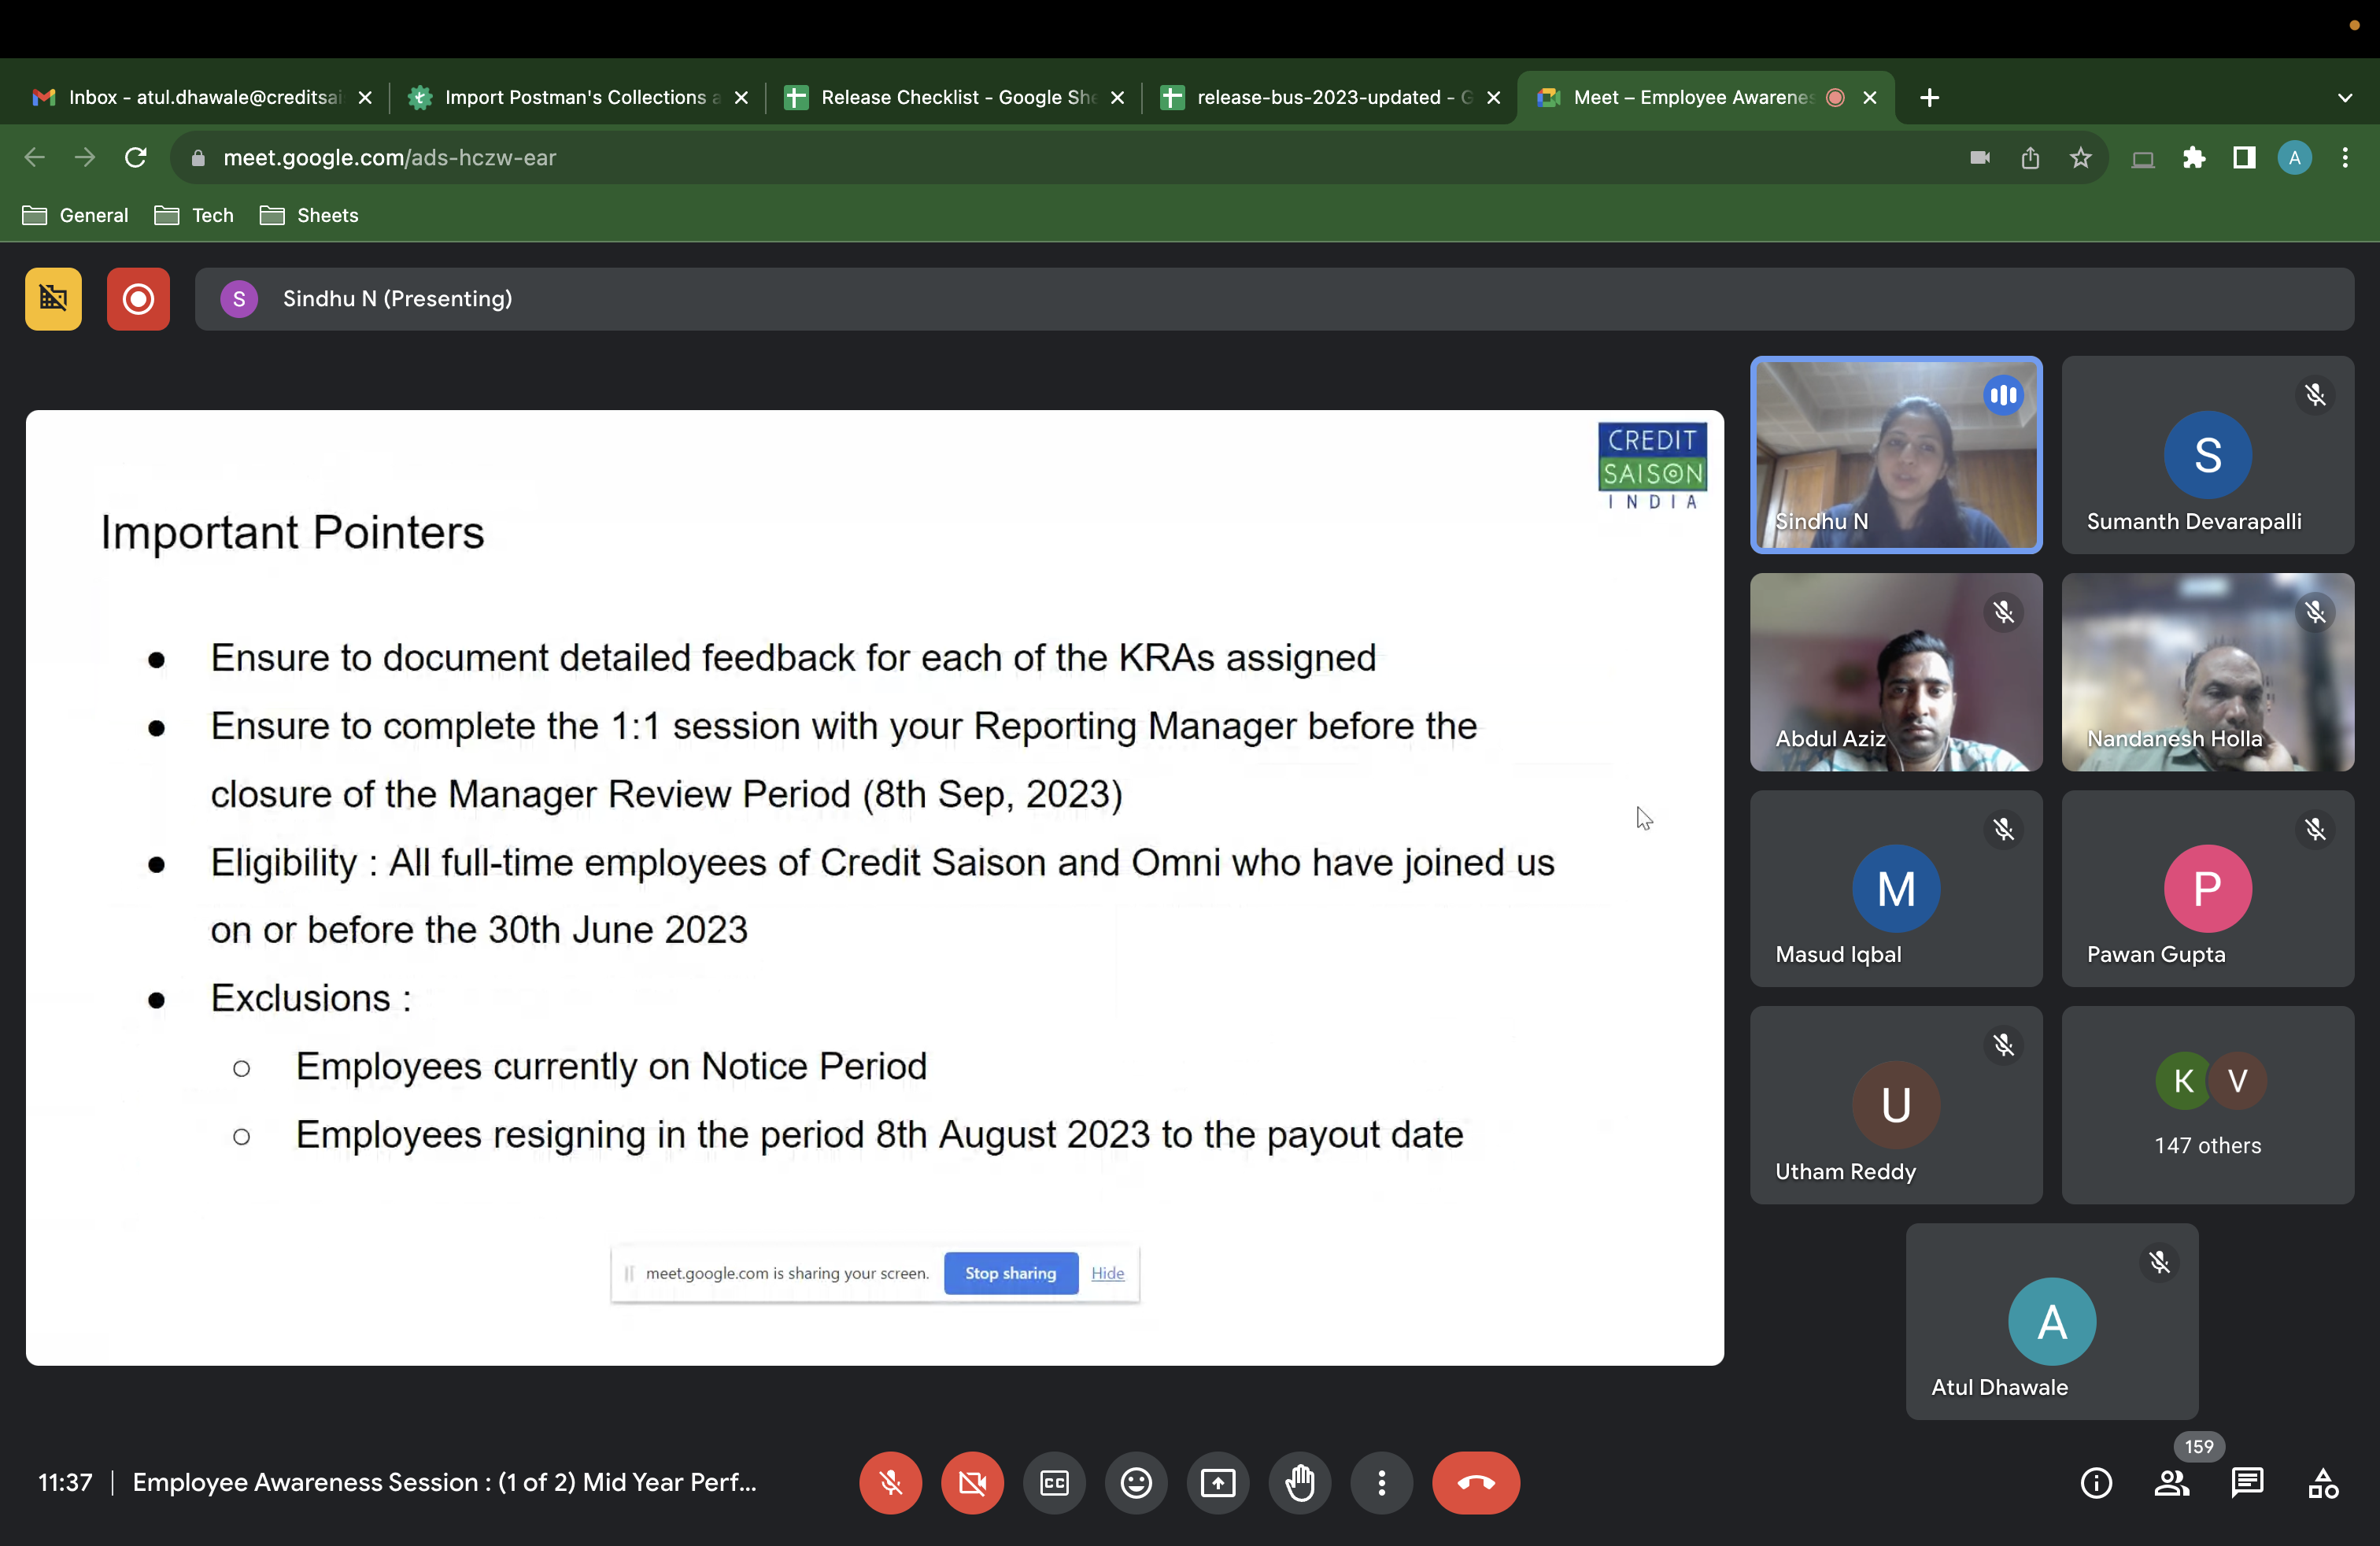 Inbox - atul.dhawale@creditsai
Import Postman's Collections a
Release Checklist - Google She
release-bus-2023-updated - G
Meet – Employee Awarenes
meet.google.com/ads-hczw-ear
A
General
Tech
Sheets
S
Sindhu N (Presenting)
CREDIT
SAISON
INDIA
Important Pointers
● Ensure to document detailed feedback for each of the KRAs assigned
● Ensure to complete the 1:1 session with your Reporting Manager before the
closure of the Manager Review Period (8th Sep, 2023)
● Eligibility : All full-time employees of Credit Saison and Omni who have joined us
on or before the 30th June 2023
● Exclusions :
○ Employees currently on Notice Period
○ Employees resigning in the period 8th August 2023 to the payout date
meet.google.com is sharing your screen.
Stop sharing
Hide
Sindhu N
S
Sumanth Devarapalli
Abdul Aziz
Nandanesh Holla
M
Masud Iqbal
P
Pawan Gupta
U
Utham Reddy
K V
147 others
A
Atul Dhawale
11:37
Employee Awareness Session : (1 of 2) Mid Year Perf...
CC
159